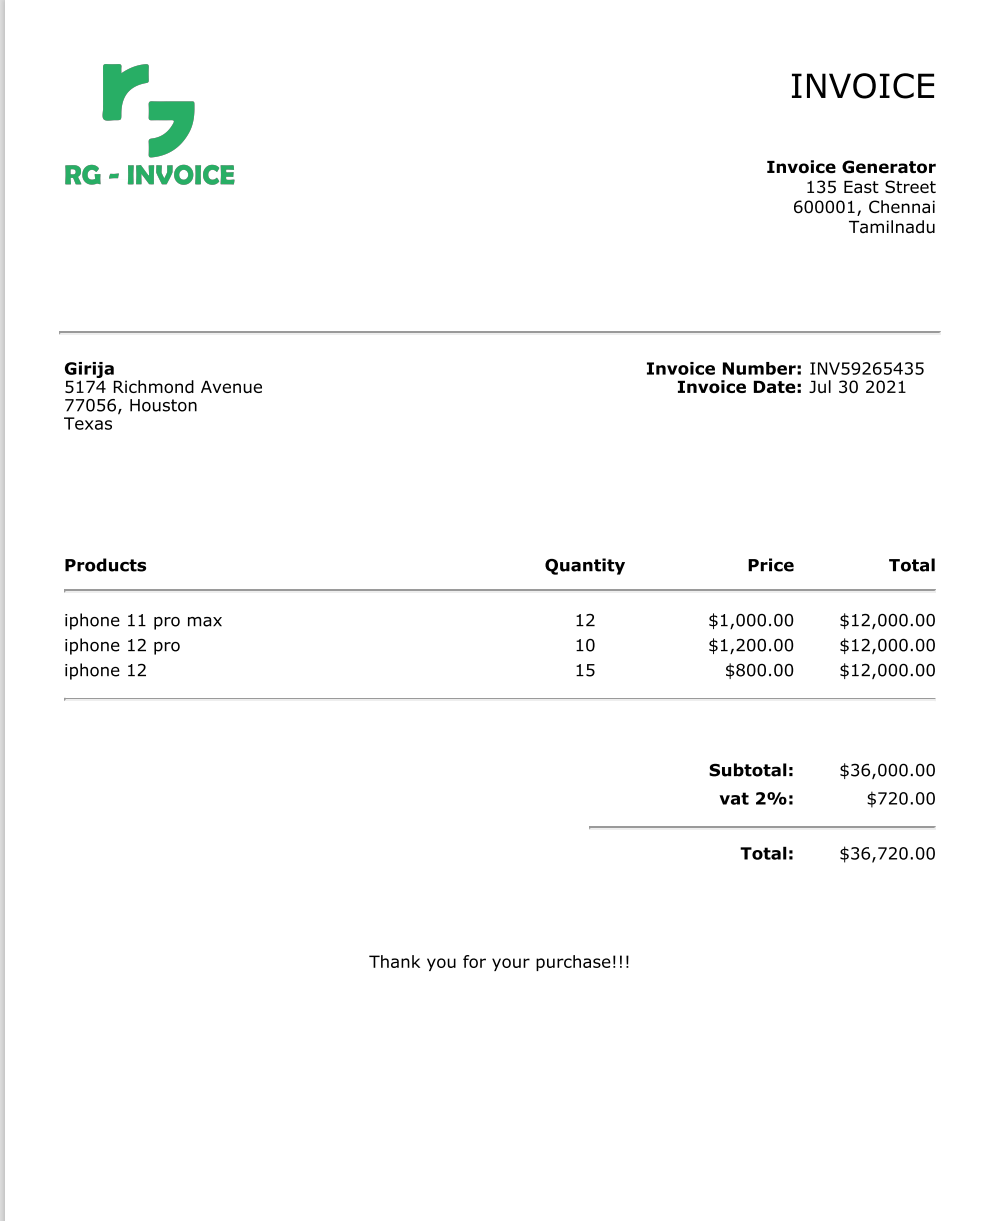 RG - INVOICE
INVOICE
Invoice Generator
135 East Street
600001, Chennai
Tamilnadu
Girija
5174 Richmond Avenue
77056, Houston
Texas
Invoice Number: INV59265435
Invoice Date: Jul 30 2021
Products Quantity Price Total
iphone 11 pro max 12 $1,000.00 $12,000.00
iphone 12 pro 10 $1,200.00 $12,000.00
iphone 12 15 $800.00 $12,000.00
Subtotal: $36,000.00
vat 2%: $720.00
Total: $36,720.00
Thank you for your purchase!!!